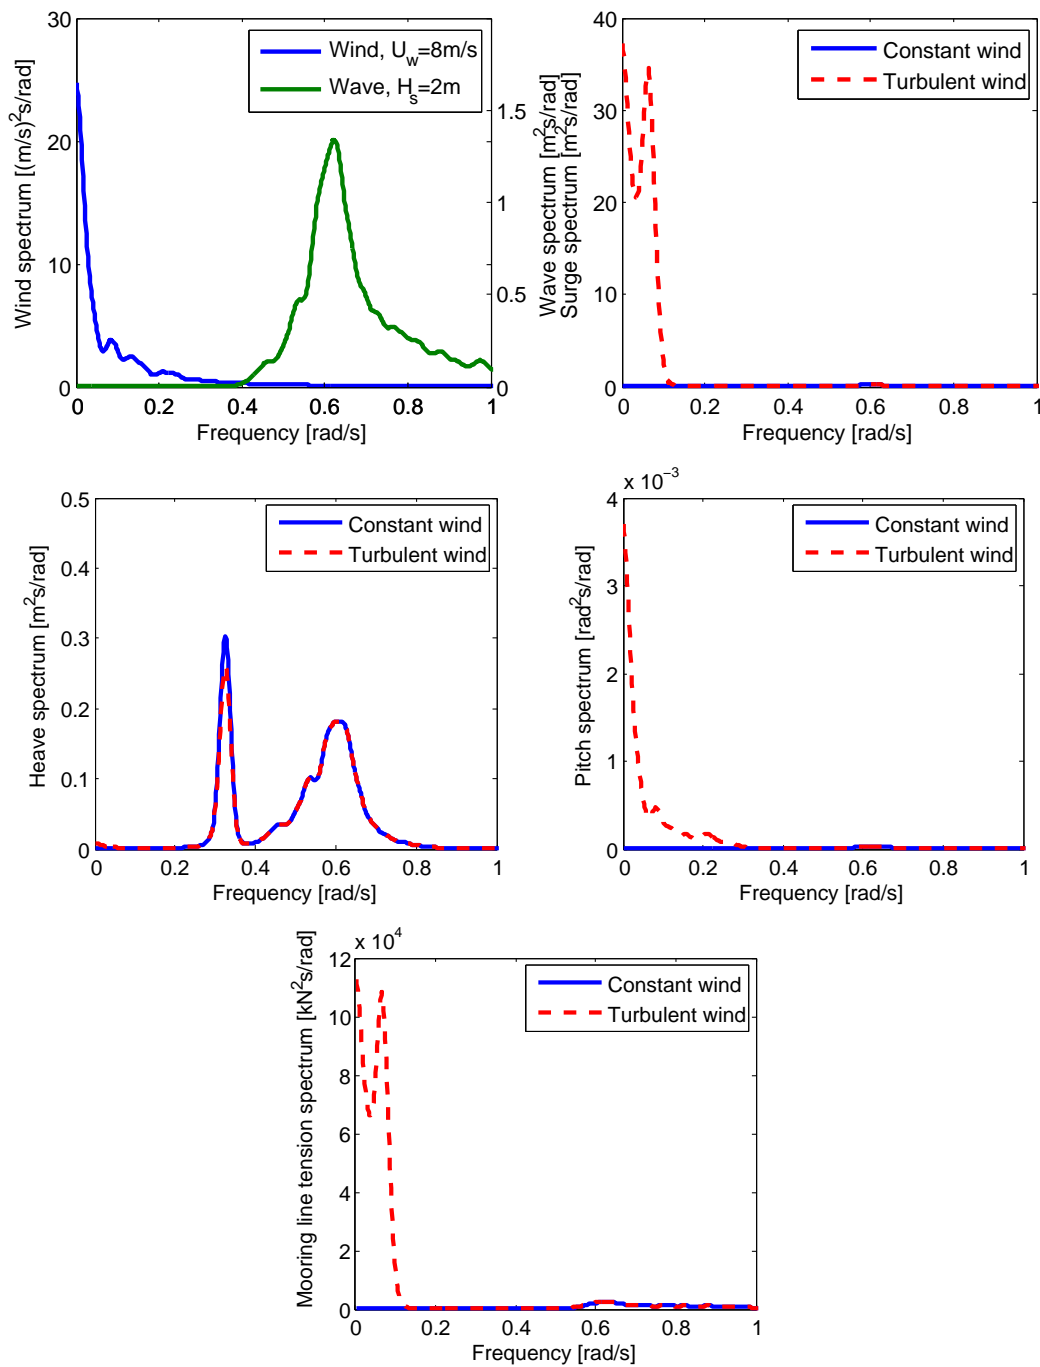 30
20
10
0
Wind spectrum [(m/s)²s/rad]
Wind, U_w=8m/s
Wave, H_s=2m
1.5
1
0.5
0
Wave spectrum [m²s/rad]
0 0.2 0.4 0.6 0.8 1
Frequency [rad/s]
40
30
20
10
0
Surge spectrum [m²s/rad]
Constant wind
Turbulent wind
0 0.2 0.4 0.6 0.8 1
Frequency [rad/s]
0.5
0.4
0.3
0.2
0.1
0
Heave spectrum [m²s/rad]
Constant wind
Turbulent wind
0 0.2 0.4 0.6 0.8 1
Frequency [rad/s]
x 10⁻³
4
3
2
1
0
Pitch spectrum [rad²s/rad]
Constant wind
Turbulent wind
0 0.2 0.4 0.6 0.8 1
Frequency [rad/s]
x 10⁴
12
10
8
6
4
2
0
Mooring line tension spectrum [kN²s/rad]
Constant wind
Turbulent wind
0 0.2 0.4 0.6 0.8 1
Frequency [rad/s]